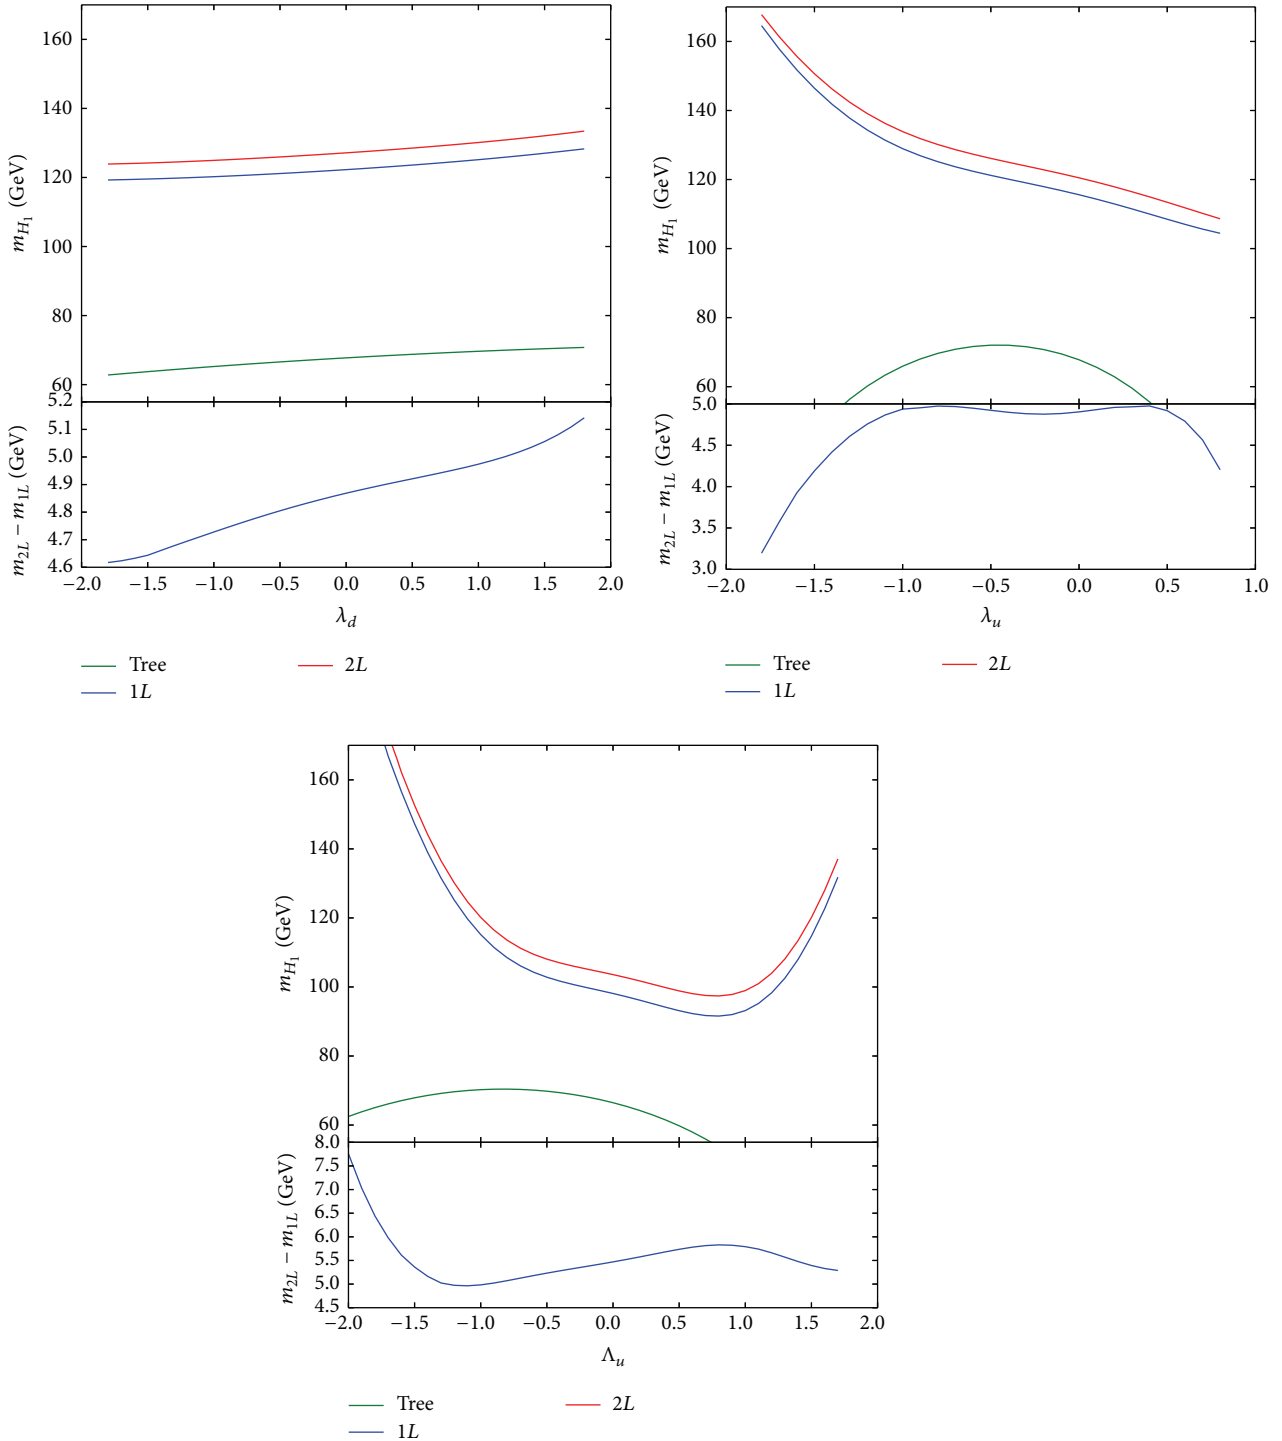 160
140
120
100
80
60
m_{H_1} (GeV)
5.2
5.1
5.0
4.9
4.8
4.7
4.6
m_{2L} − m_{1L} (GeV)
−2.0 −1.5 −1.0 −0.5 0.0 0.5 1.0 1.5 2.0
λ_d
Tree 2L
1L
160
140
120
100
80
60
m_{H_1} (GeV)
5.0
4.5
4.0
3.5
3.0
m_{2L} − m_{1L} (GeV)
−2.0 −1.5 −1.0 −0.5 0.0 0.5 1.0
λ_u
Tree 2L
1L
160
140
120
100
80
60
m_{H_1} (GeV)
8.0
7.5
7.0
6.5
6.0
5.5
5.0
4.5
m_{2L} − m_{1L} (GeV)
−2.0 −1.5 −1.0 −0.5 0.0 0.5 1.0 1.5 2.0
Λ_u
Tree 2L
1L